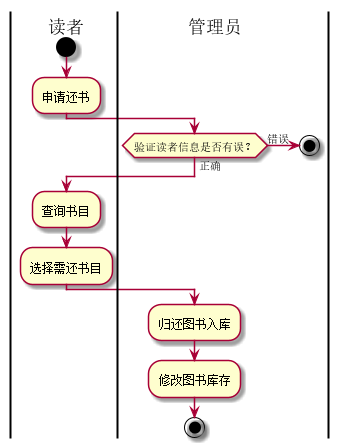 读者
管理员
申请还书
验证读者信息是否有误？
错误
正确
查询书目
选择需还书目
归还图书入库
修改图书库存